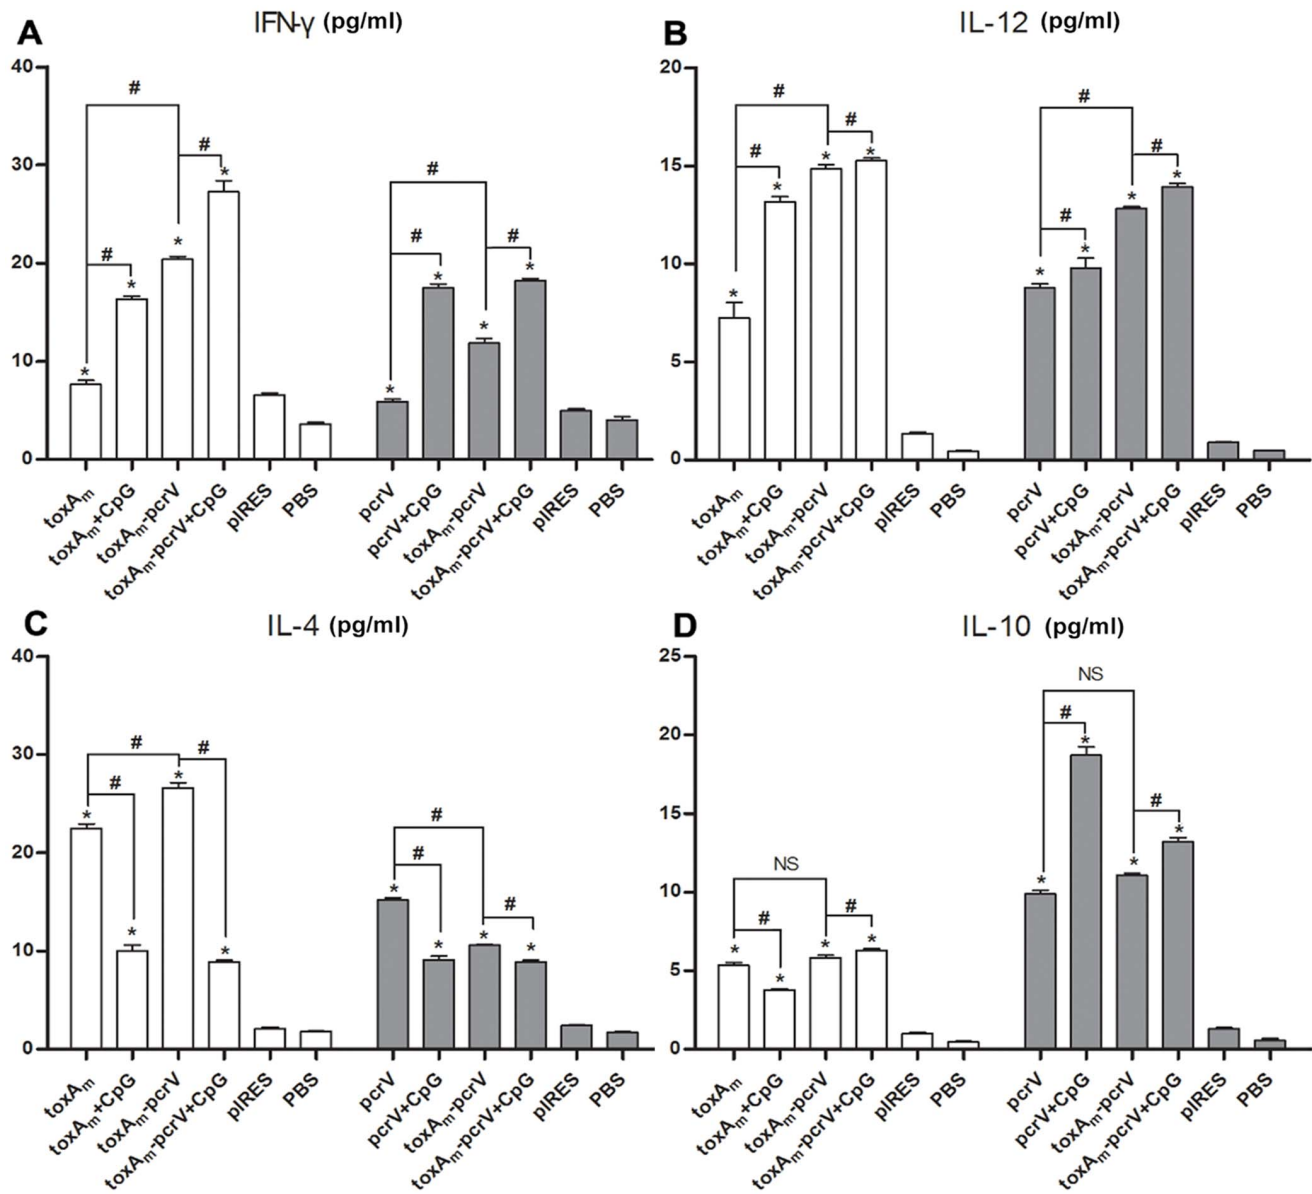 A IFN-γ (pg/ml)
40
30
20
10
0
#
#
#
*
*
*
*
#
#
#
*
*
*
*
toxAm
toxAm+CpG
toxAm-pcrV
toxAm-pcrV+CpG
pIRES
PBS
pcrV
pcrV+CpG
toxAm-pcrV
toxAm-pcrV+CpG
pIRES
PBS
B IL-12 (pg/ml)
20
15
10
5
0
#
#
#
*
*
*
*
#
#
#
*
*
*
*
toxAm
toxAm+CpG
toxAm-pcrV
toxAm-pcrV+CpG
pIRES
PBS
pcrV
pcrV+CpG
toxAm-pcrV
toxAm-pcrV+CpG
pIRES
PBS
C IL-4 (pg/ml)
40
30
20
10
0
#
#
#
*
*
*
*
#
#
#
*
*
*
*
toxAm
toxAm+CpG
toxAm-pcrV
toxAm-pcrV+CpG
pIRES
PBS
pcrV
pcrV+CpG
toxAm-pcrV
toxAm-pcrV+CpG
pIRES
PBS
D IL-10 (pg/ml)
25
20
15
10
5
0
NS
#
#
*
*
*
*
NS
#
#
*
*
*
*
toxAm
toxAm+CpG
toxAm-pcrV
toxAm-pcrV+CpG
pIRES
PBS
pcrV
pcrV+CpG
toxAm-pcrV
toxAm-pcrV+CpG
pIRES
PBS